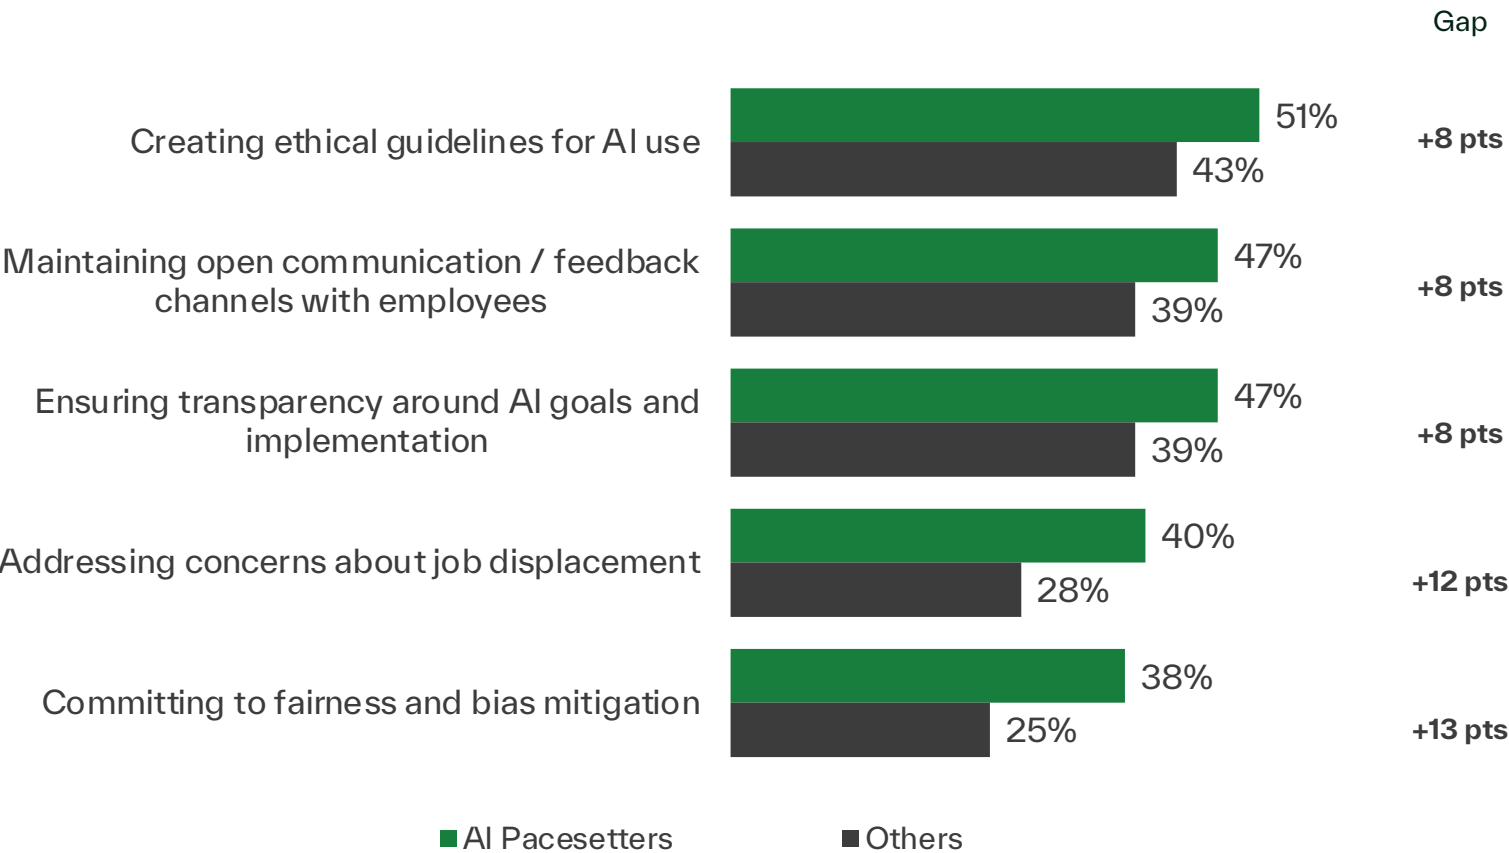 Gap
Creating ethical guidelines for AI use
51%
43%
+8 pts
Maintaining open communication / feedback
channels with employees
47%
39%
+8 pts
Ensuring transparency around AI goals and
implementation
47%
39%
+8 pts
Addressing concerns about job displacement
40%
28%
+12 pts
Committing to fairness and bias mitigation
38%
25%
+13 pts
AI Pacesetters
Others